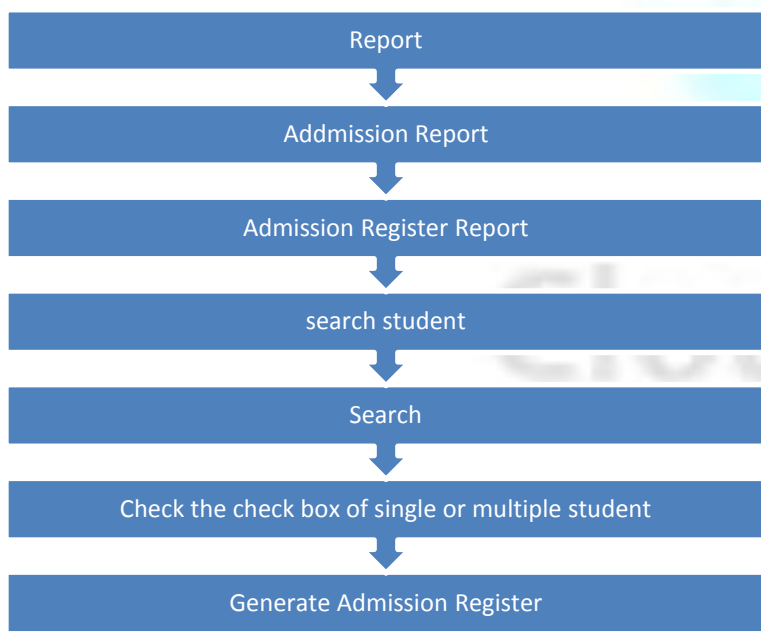 Report
Addmission Report
Admission Register Report
search student
Search
Check the check box of single or multiple student
Generate Admission Register